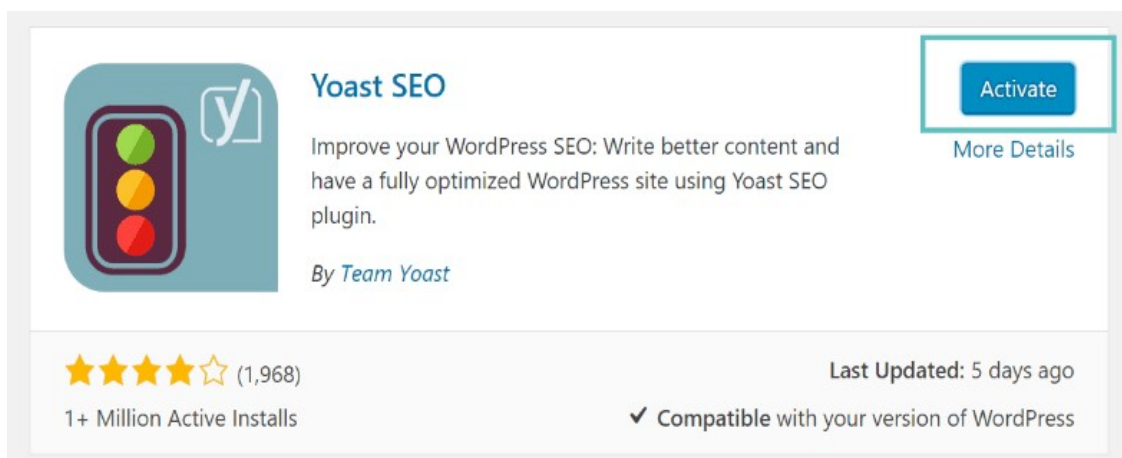 Yoast SEO
Activate
Improve your WordPress SEO: Write better content and
have a fully optimized WordPress site using Yoast SEO
plugin.
More Details
By Team Yoast
(1,968)
Last Updated: 5 days ago
1+ Million Active Installs
Compatible with your version of WordPress
y